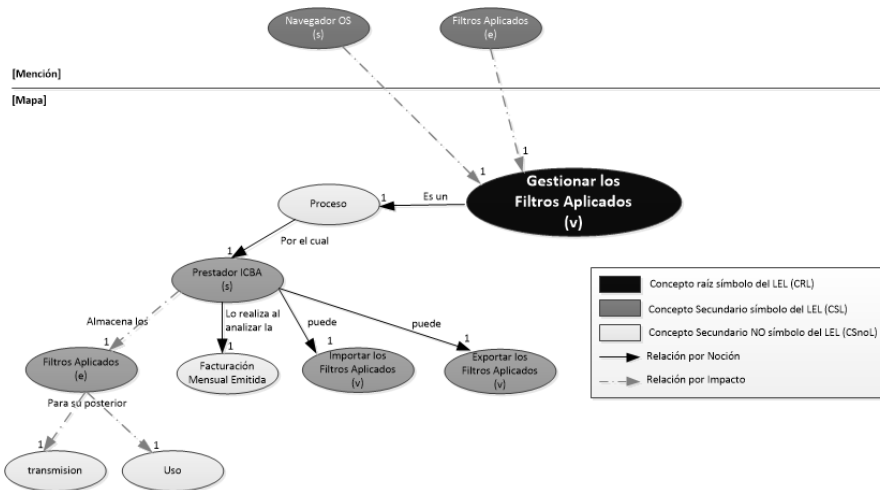 Navegador OS
(s)
Filtros Aplicados
(e)
[Mención]
[Mapa]
1
1
Gestionar los
Filtros Aplicados
(v)
Es un
1
Proceso
Por el cual
1
Prestador ICBA
(s)
Almacena los
Lo realiza al
analizar la
puede
puede
1
1
1
1
Filtros Aplicados
(e)
Facturación
Mensual Emitida
Importar los
Filtros Aplicados
(v)
Exportar los
Filtros Aplicados
(v)
Para su posterior
1
1
transmision
Uso
Concepto raíz símbolo del LEL (CRL)
Concepto Secundario símbolo del LEL (CSL)
Concepto Secundario NO símbolo del LEL (CSnoL)
Relación por Noción
Relación por Impacto